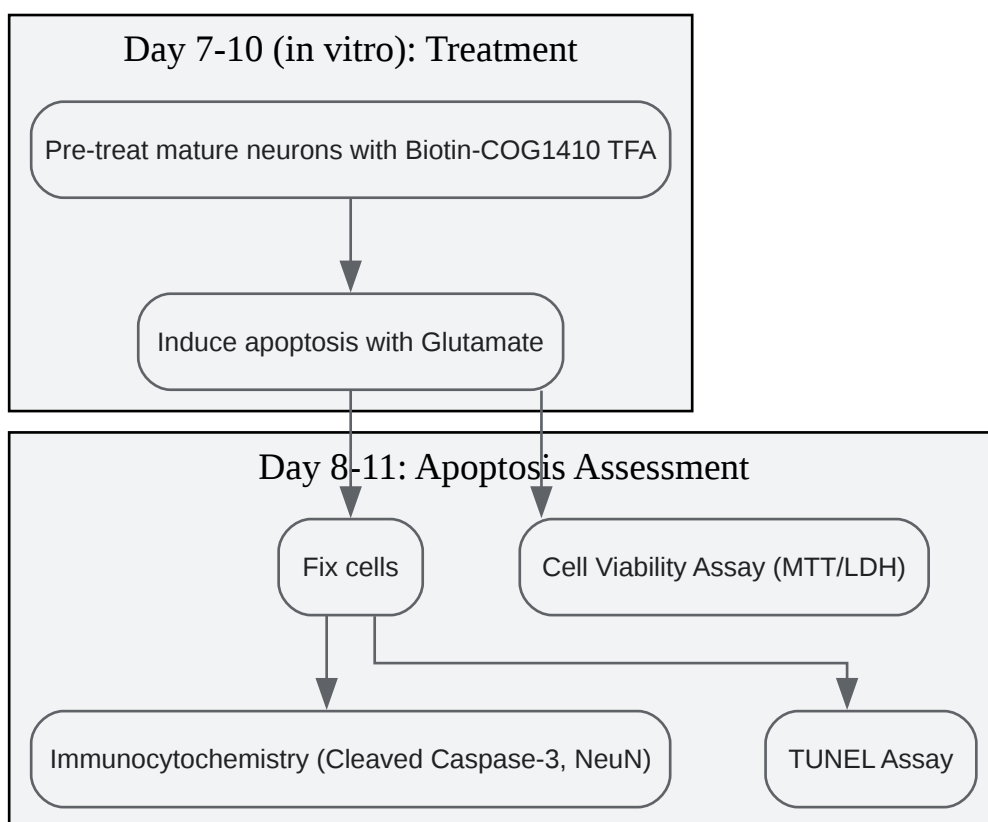 Day 7-10 (in vitro): Treatment
Pre-treat mature neurons with Biotin-COG1410 TFA
Induce apoptosis with Glutamate
Day 8-11: Apoptosis Assessment
Fix cells
Cell Viability Assay (MTT/LDH)
Immunocytochemistry (Cleaved Caspase-3, NeuN)
TUNEL Assay